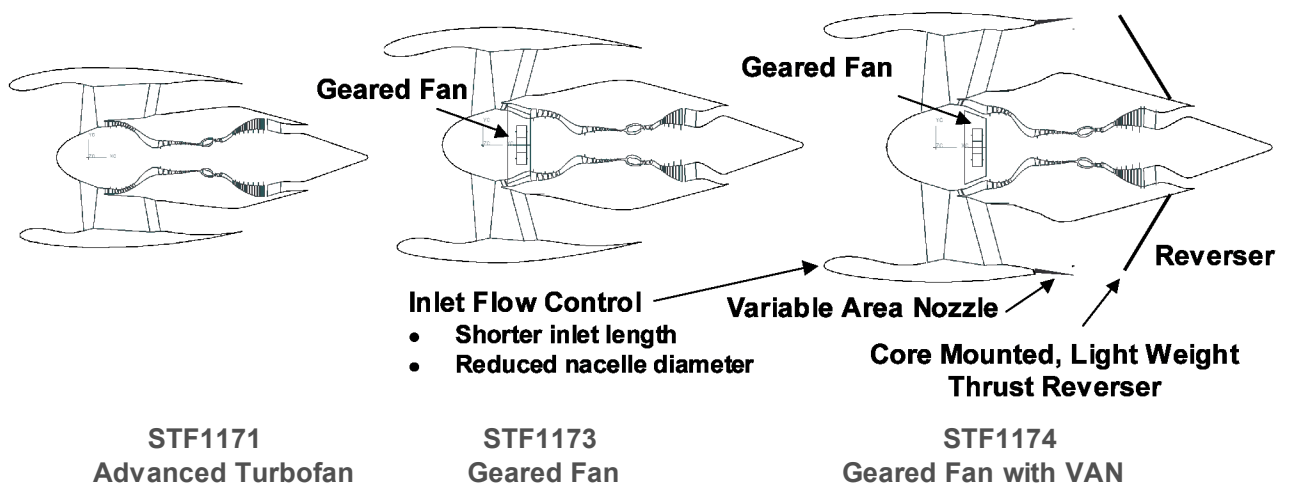 Geared Fan
Geared Fan
Inlet Flow Control
• Shorter inlet length
• Reduced nacelle diameter
Variable Area Nozzle
Reverser
Core Mounted, Light Weight
Thrust Reverser
STF1171
Advanced Turbofan
STF1173
Geared Fan
STF1174
Geared Fan with VAN